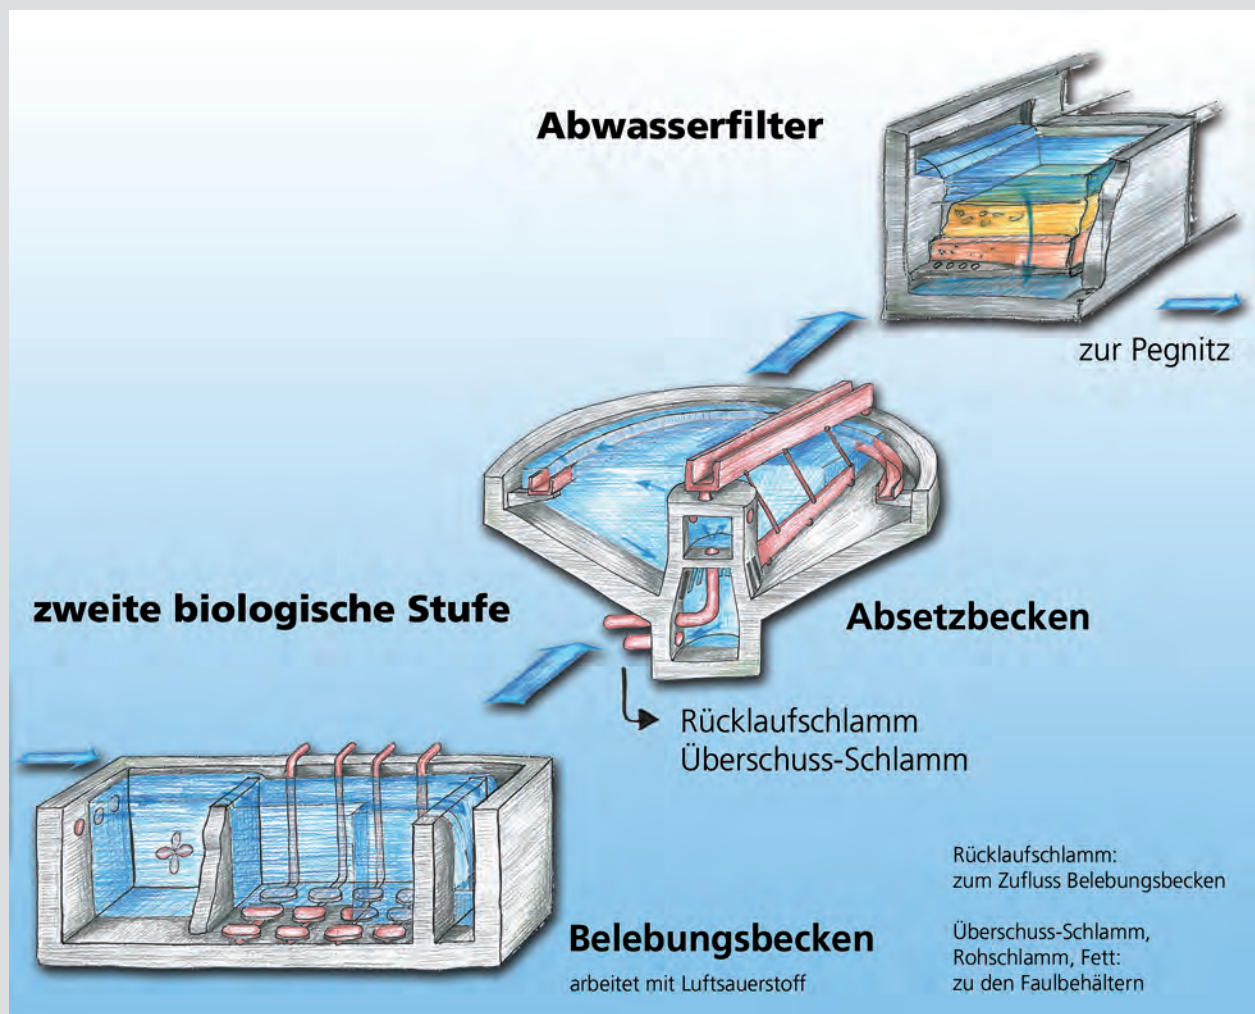 Abwasserfilter
zur Pegnitz
zweite biologische Stufe
Absetzbecken
Rücklaufschlamm
Überschuss-Schlamm
Belebungsbecken
arbeitet mit Luftsauerstoff
Rücklaufschlamm:
zum Zufluss Belebungsbecken
Überschuss-Schlamm,
Rohschlamm, Fett:
zu den Faulbehältern